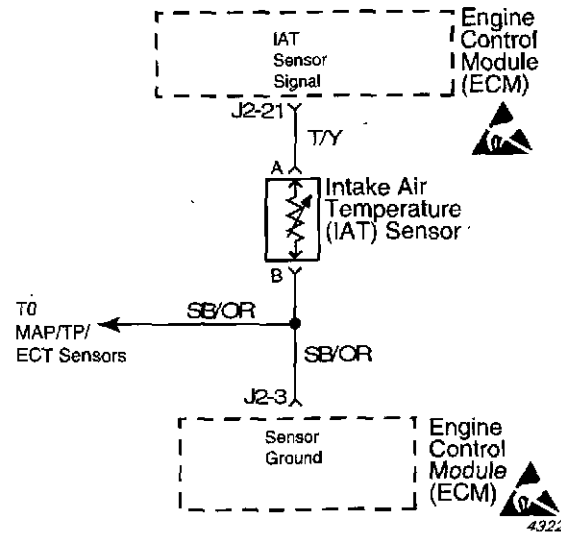 IAT
Sensor
Signal
Engine
Control
Module
(ECM)
J2-21
T/Y
A
Intake Air
Temperature
(IAT) Sensor
B
TO
MAP/TP/
ECT Sensors
SB/OR
SB/OR
J2-3
Sensor
Ground
Engine
Control
Module
(ECM)
4322